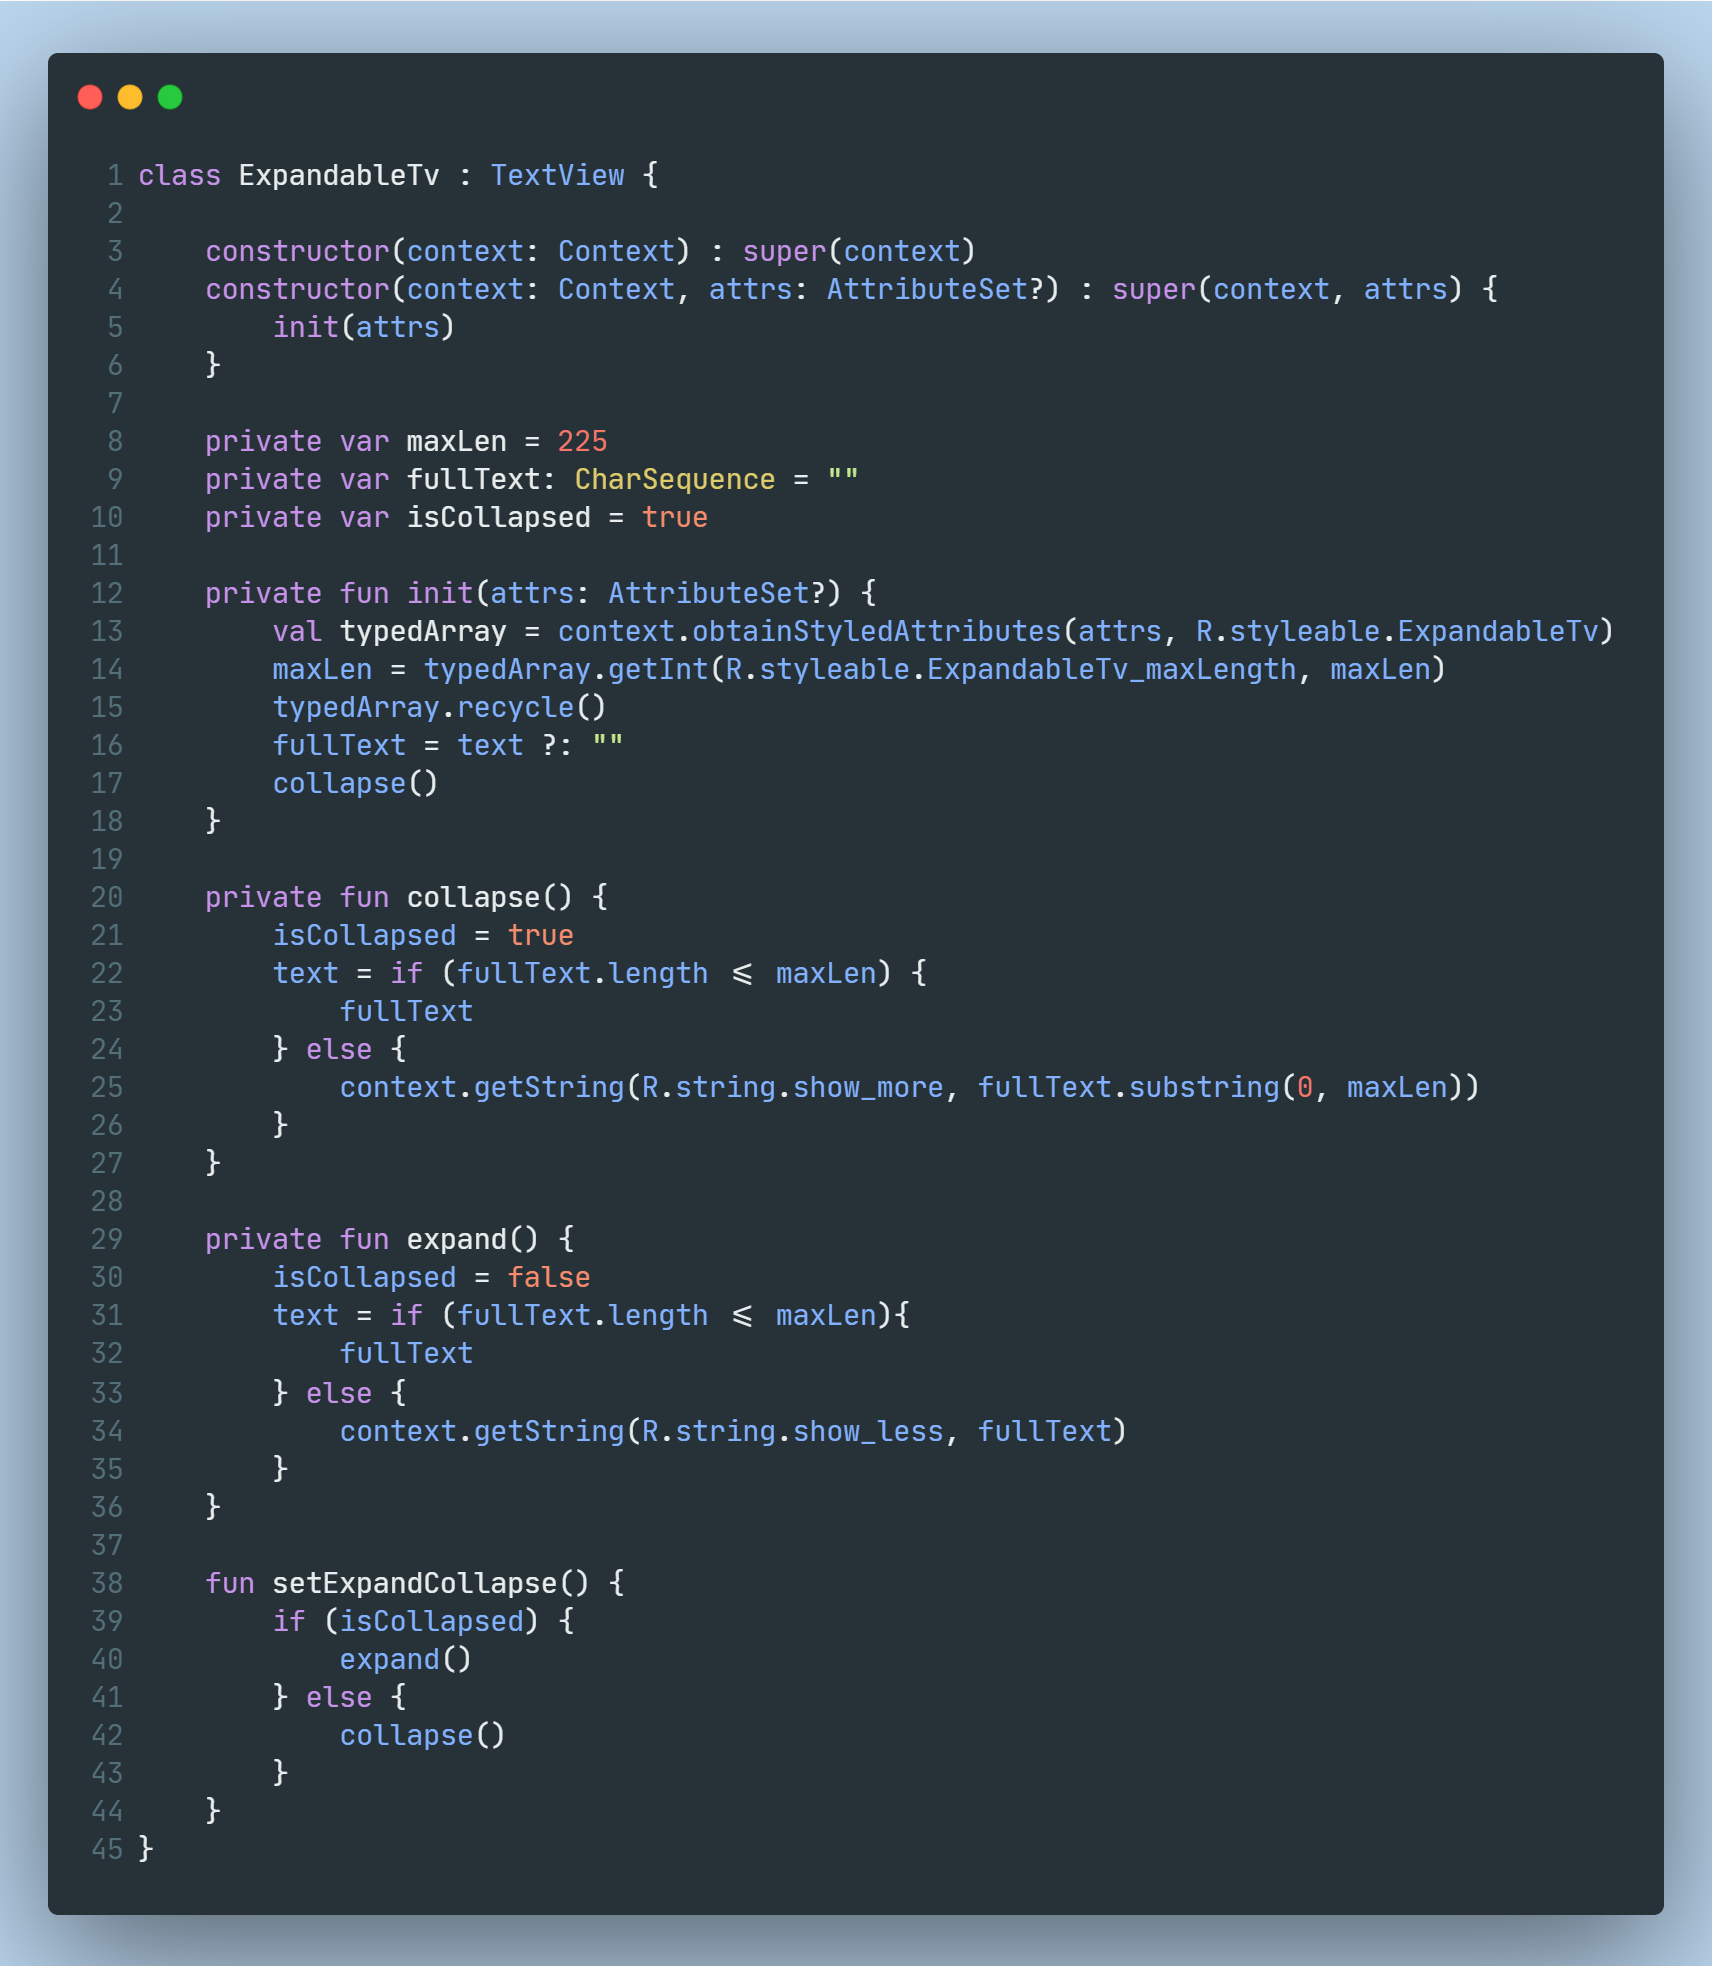 1 class ExpandableTv : TextView {
2
3     constructor(context: Context) : super(context)
4     constructor(context: Context, attrs: AttributeSet?) : super(context, attrs) {
5         init(attrs)
6     }
7
8     private var maxLen = 225
9     private var fullText: CharSequence = ""
10     private var isCollapsed = true
11
12     private fun init(attrs: AttributeSet?) {
13         val typedArray = context.obtainStyledAttributes(attrs, R.styleable.ExpandableTv)
14         maxLen = typedArray.getInt(R.styleable.ExpandableTv_maxLength, maxLen)
15         typedArray.recycle()
16         fullText = text ?: ""
17         collapse()
18     }
19
20     private fun collapse() {
21         isCollapsed = true
22         text = if (fullText.length <= maxLen) {
23             fullText
24         } else {
25             context.getString(R.string.show_more, fullText.substring(0, maxLen))
26         }
27     }
28
29     private fun expand() {
30         isCollapsed = false
31         text = if (fullText.length <= maxLen){
32             fullText
33         } else {
34             context.getString(R.string.show_less, fullText)
35         }
36     }
37
38     fun setExpandCollapse() {
39         if (isCollapsed) {
40             expand()
41         } else {
42             collapse()
43         }
44     }
45 }